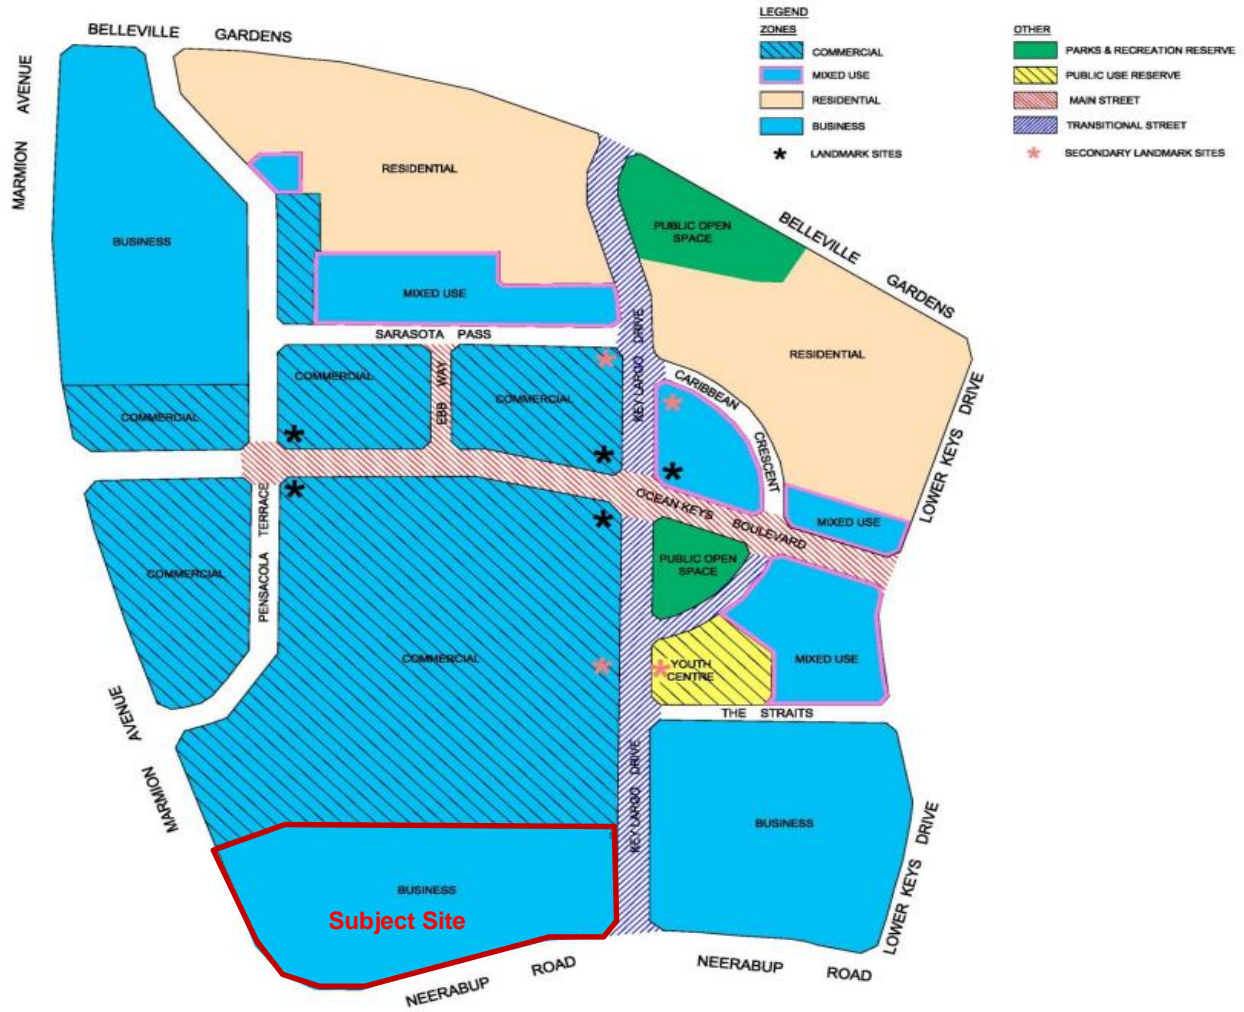 LEGEND
ZONES
COMMERCIAL
MIXED USE
RESIDENTIAL
BUSINESS
LANDMARK SITES
OTHER
PARKS & RECREATION RESERVE
PUBLIC USE RESERVE
MAIN STREET
TRANSITIONAL STREET
SECONDARY LANDMARK SITES
BELLEVILLE GARDENS
MARMION AVENUE
RESIDENTIAL
BUSINESS
PUBLIC OPEN
SPACE
BELLEVILLE GARDENS
MIXED USE
SARASOTA PASS
KEY LARGO DRIVE
RESIDENTIAL
COMMERCIAL
EBB WAY
COMMERCIAL
CARIBBEAN CRESCENT
LOWER KEYS DRIVE
COMMERCIAL
OCEAN KEYS BOULEVARD
MIXED USE
PENSACOLA TERRACE
COMMERCIAL
PUBLIC OPEN
SPACE
COMMERCIAL
YOUTH
CENTRE
MIXED USE
THE STRAITS
MARMION AVENUE
KEY LARGO DRIVE
BUSINESS
LOWER KEYS DRIVE
BUSINESS
Subject Site
NEERABUP ROAD
NEERABUP ROAD